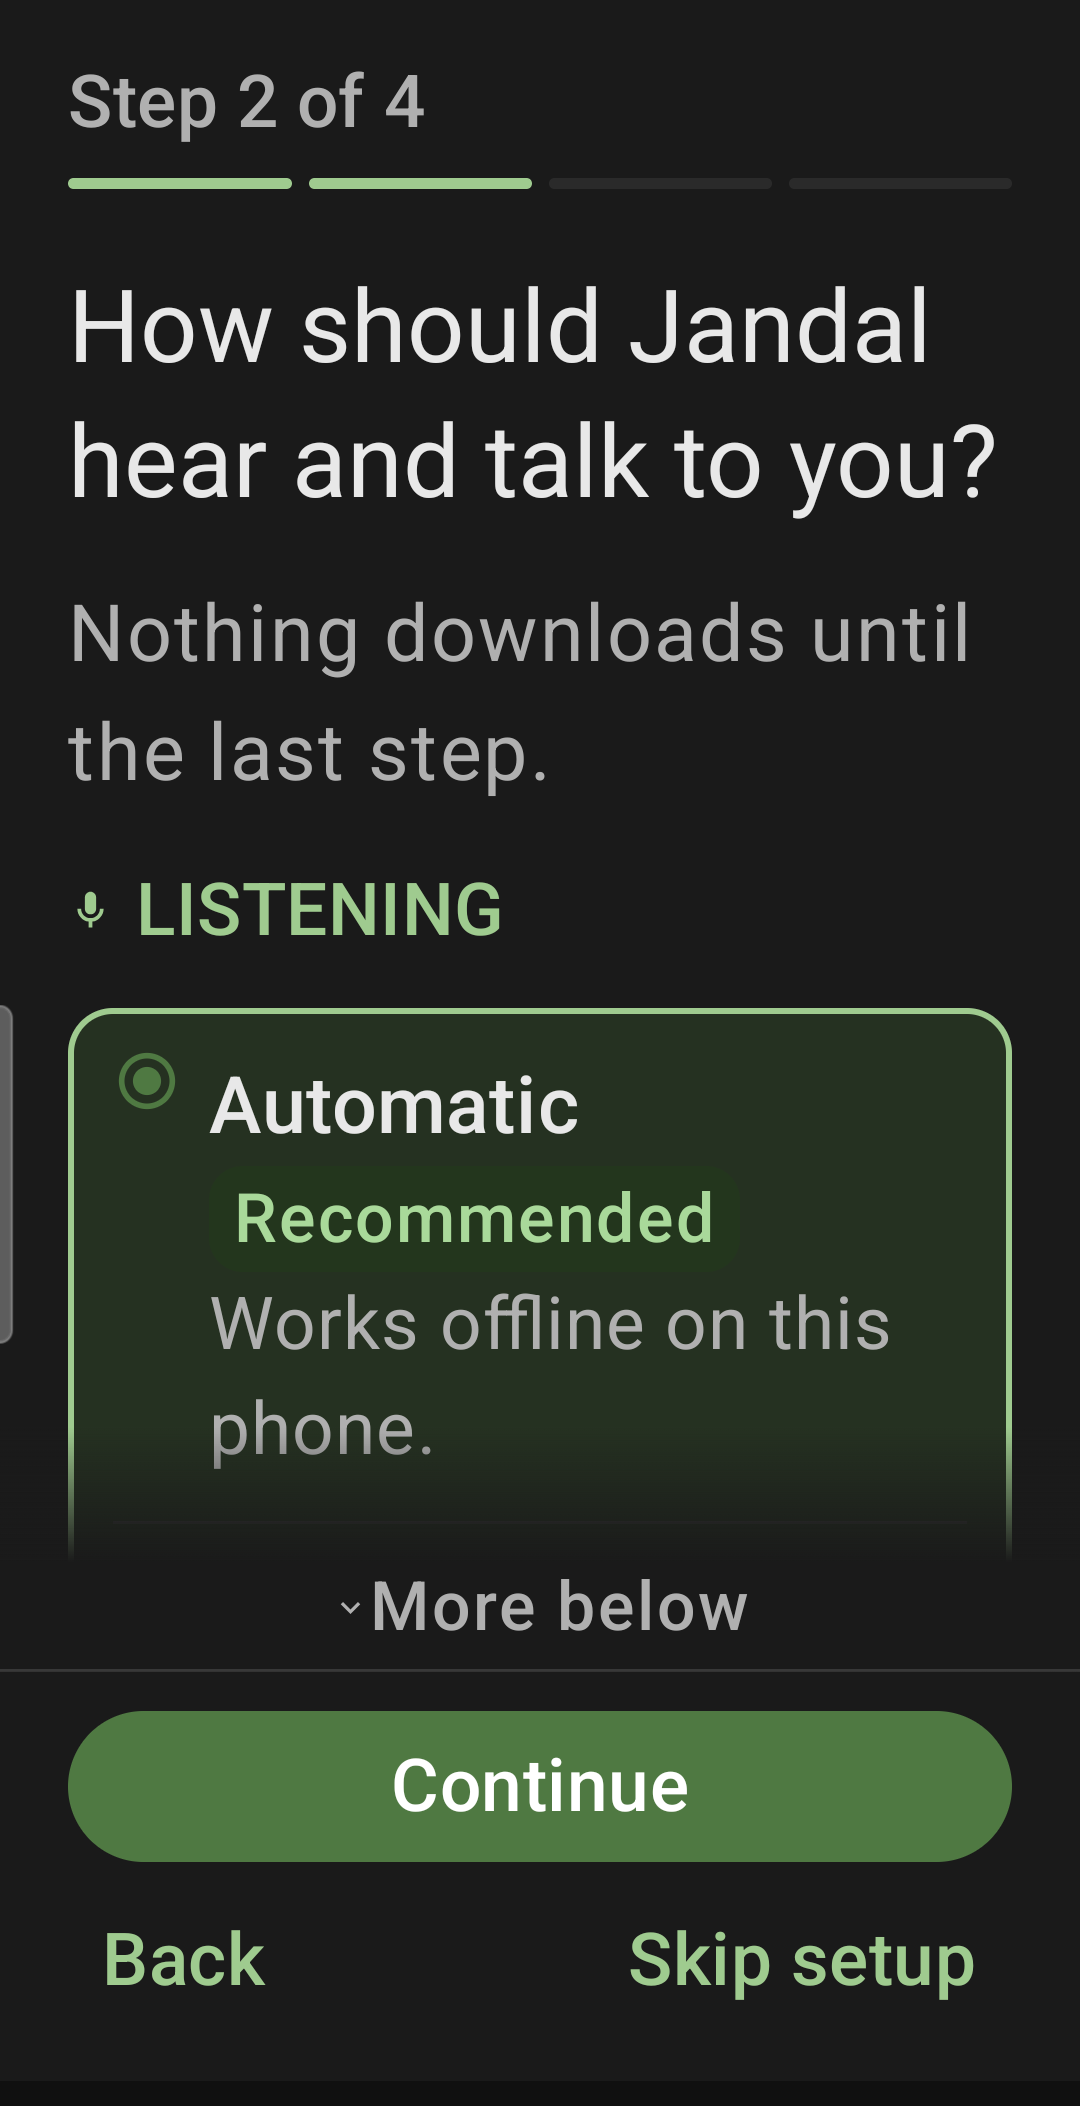 Step 2 of 4
How should Jandal
hear and talk to you?
Nothing downloads until
the last step.
LISTENING
Automatic
Recommended
Works offline on this
phone.
More below
Continue
Back
Skip setup